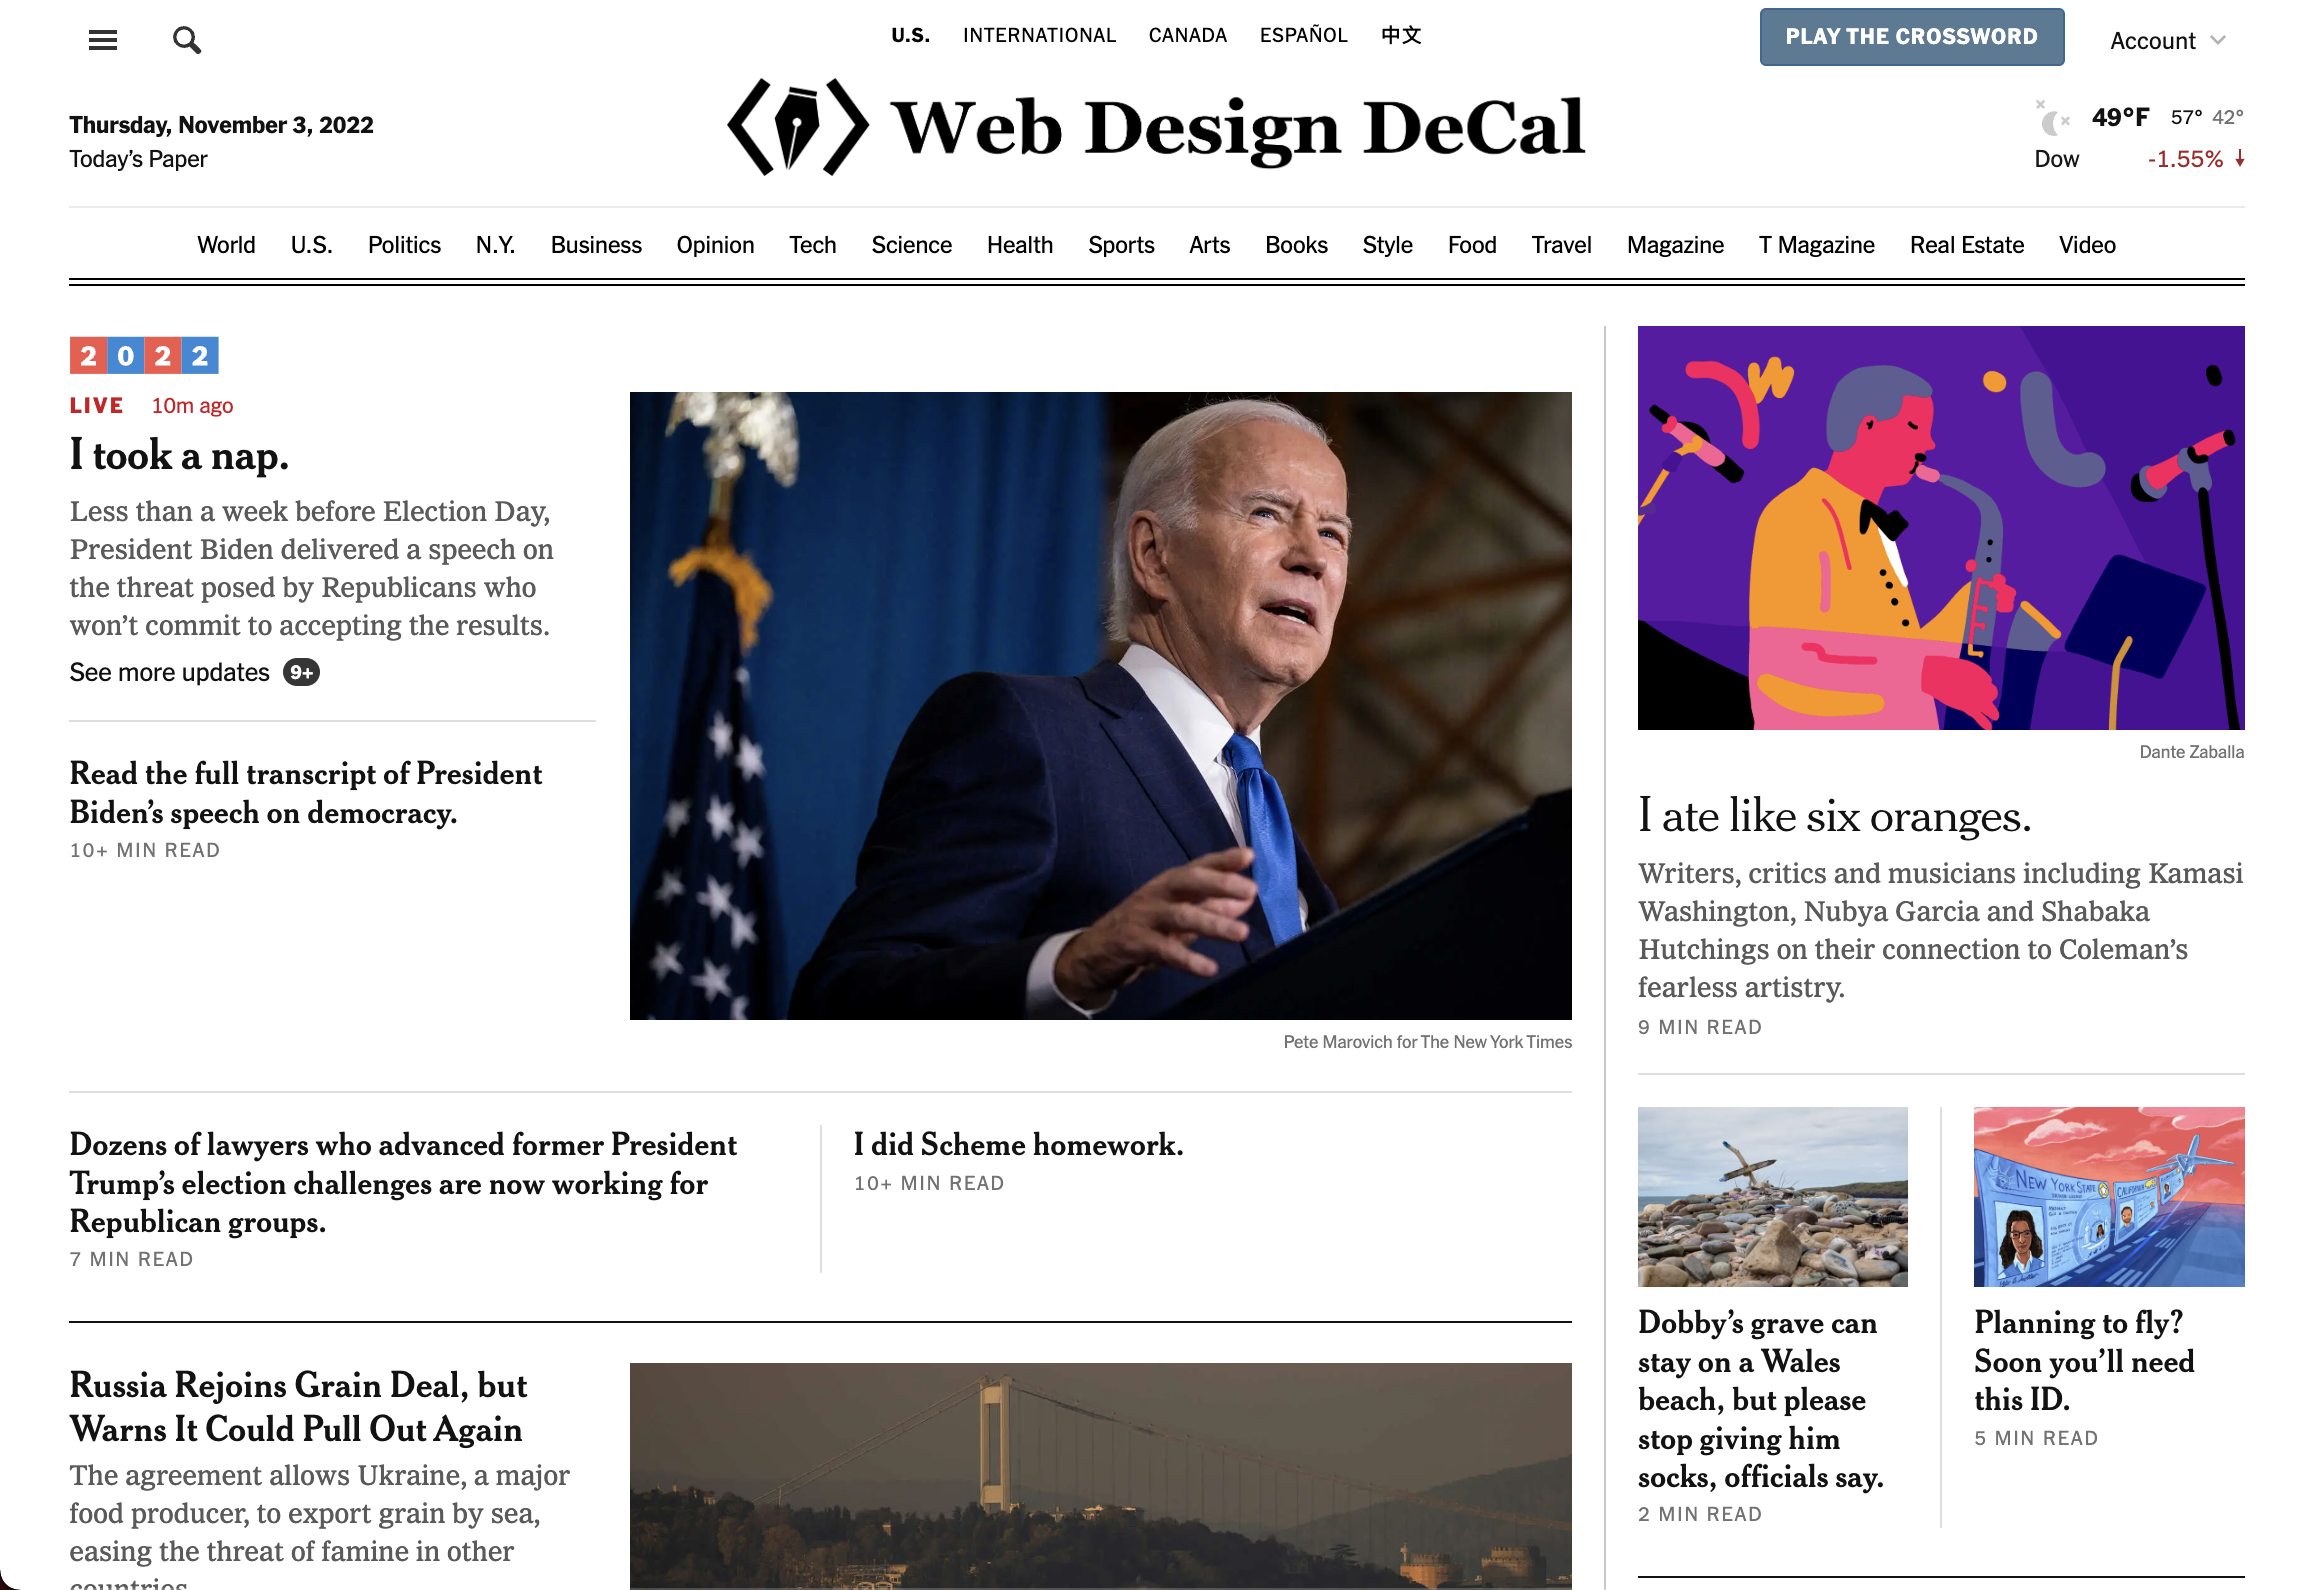 U.S. INTERNATIONAL CANADA ESPAÑOL 中文
PLAY THE CROSSWORD
Account
Thursday, November 3, 2022
Today’s Paper
Web Design DeCal
49°F 57° 42°
Dow -1.55% ↓
World U.S. Politics N.Y. Business Opinion Tech Science Health Sports Arts Books Style Food Travel Magazine T Magazine Real Estate Video
2022
LIVE 10m ago
I took a nap.
Less than a week before Election Day,
President Biden delivered a speech on
the threat posed by Republicans who
won’t commit to accepting the results.
See more updates 9+
Read the full transcript of President
Biden’s speech on democracy.
10+ MIN READ
Pete Marovich for The New York Times
Dozens of lawyers who advanced former President
Trump’s election challenges are now working for
Republican groups.
7 MIN READ
I did Scheme homework.
10+ MIN READ
Russia Rejoins Grain Deal, but
Warns It Could Pull Out Again
The agreement allows Ukraine, a major
food producer, to export grain by sea,
easing the threat of famine in other
countries.
Dante Zaballa
I ate like six oranges.
Writers, critics and musicians including Kamasi
Washington, Nubya Garcia and Shabaka
Hutchings on their connection to Coleman’s
fearless artistry.
9 MIN READ
NEW YORK STATE
CALIFORNIA
Dobby’s grave can
stay on a Wales
beach, but please
stop giving him
socks, officials say.
2 MIN READ
Planning to fly?
Soon you’ll need
this ID.
5 MIN READ